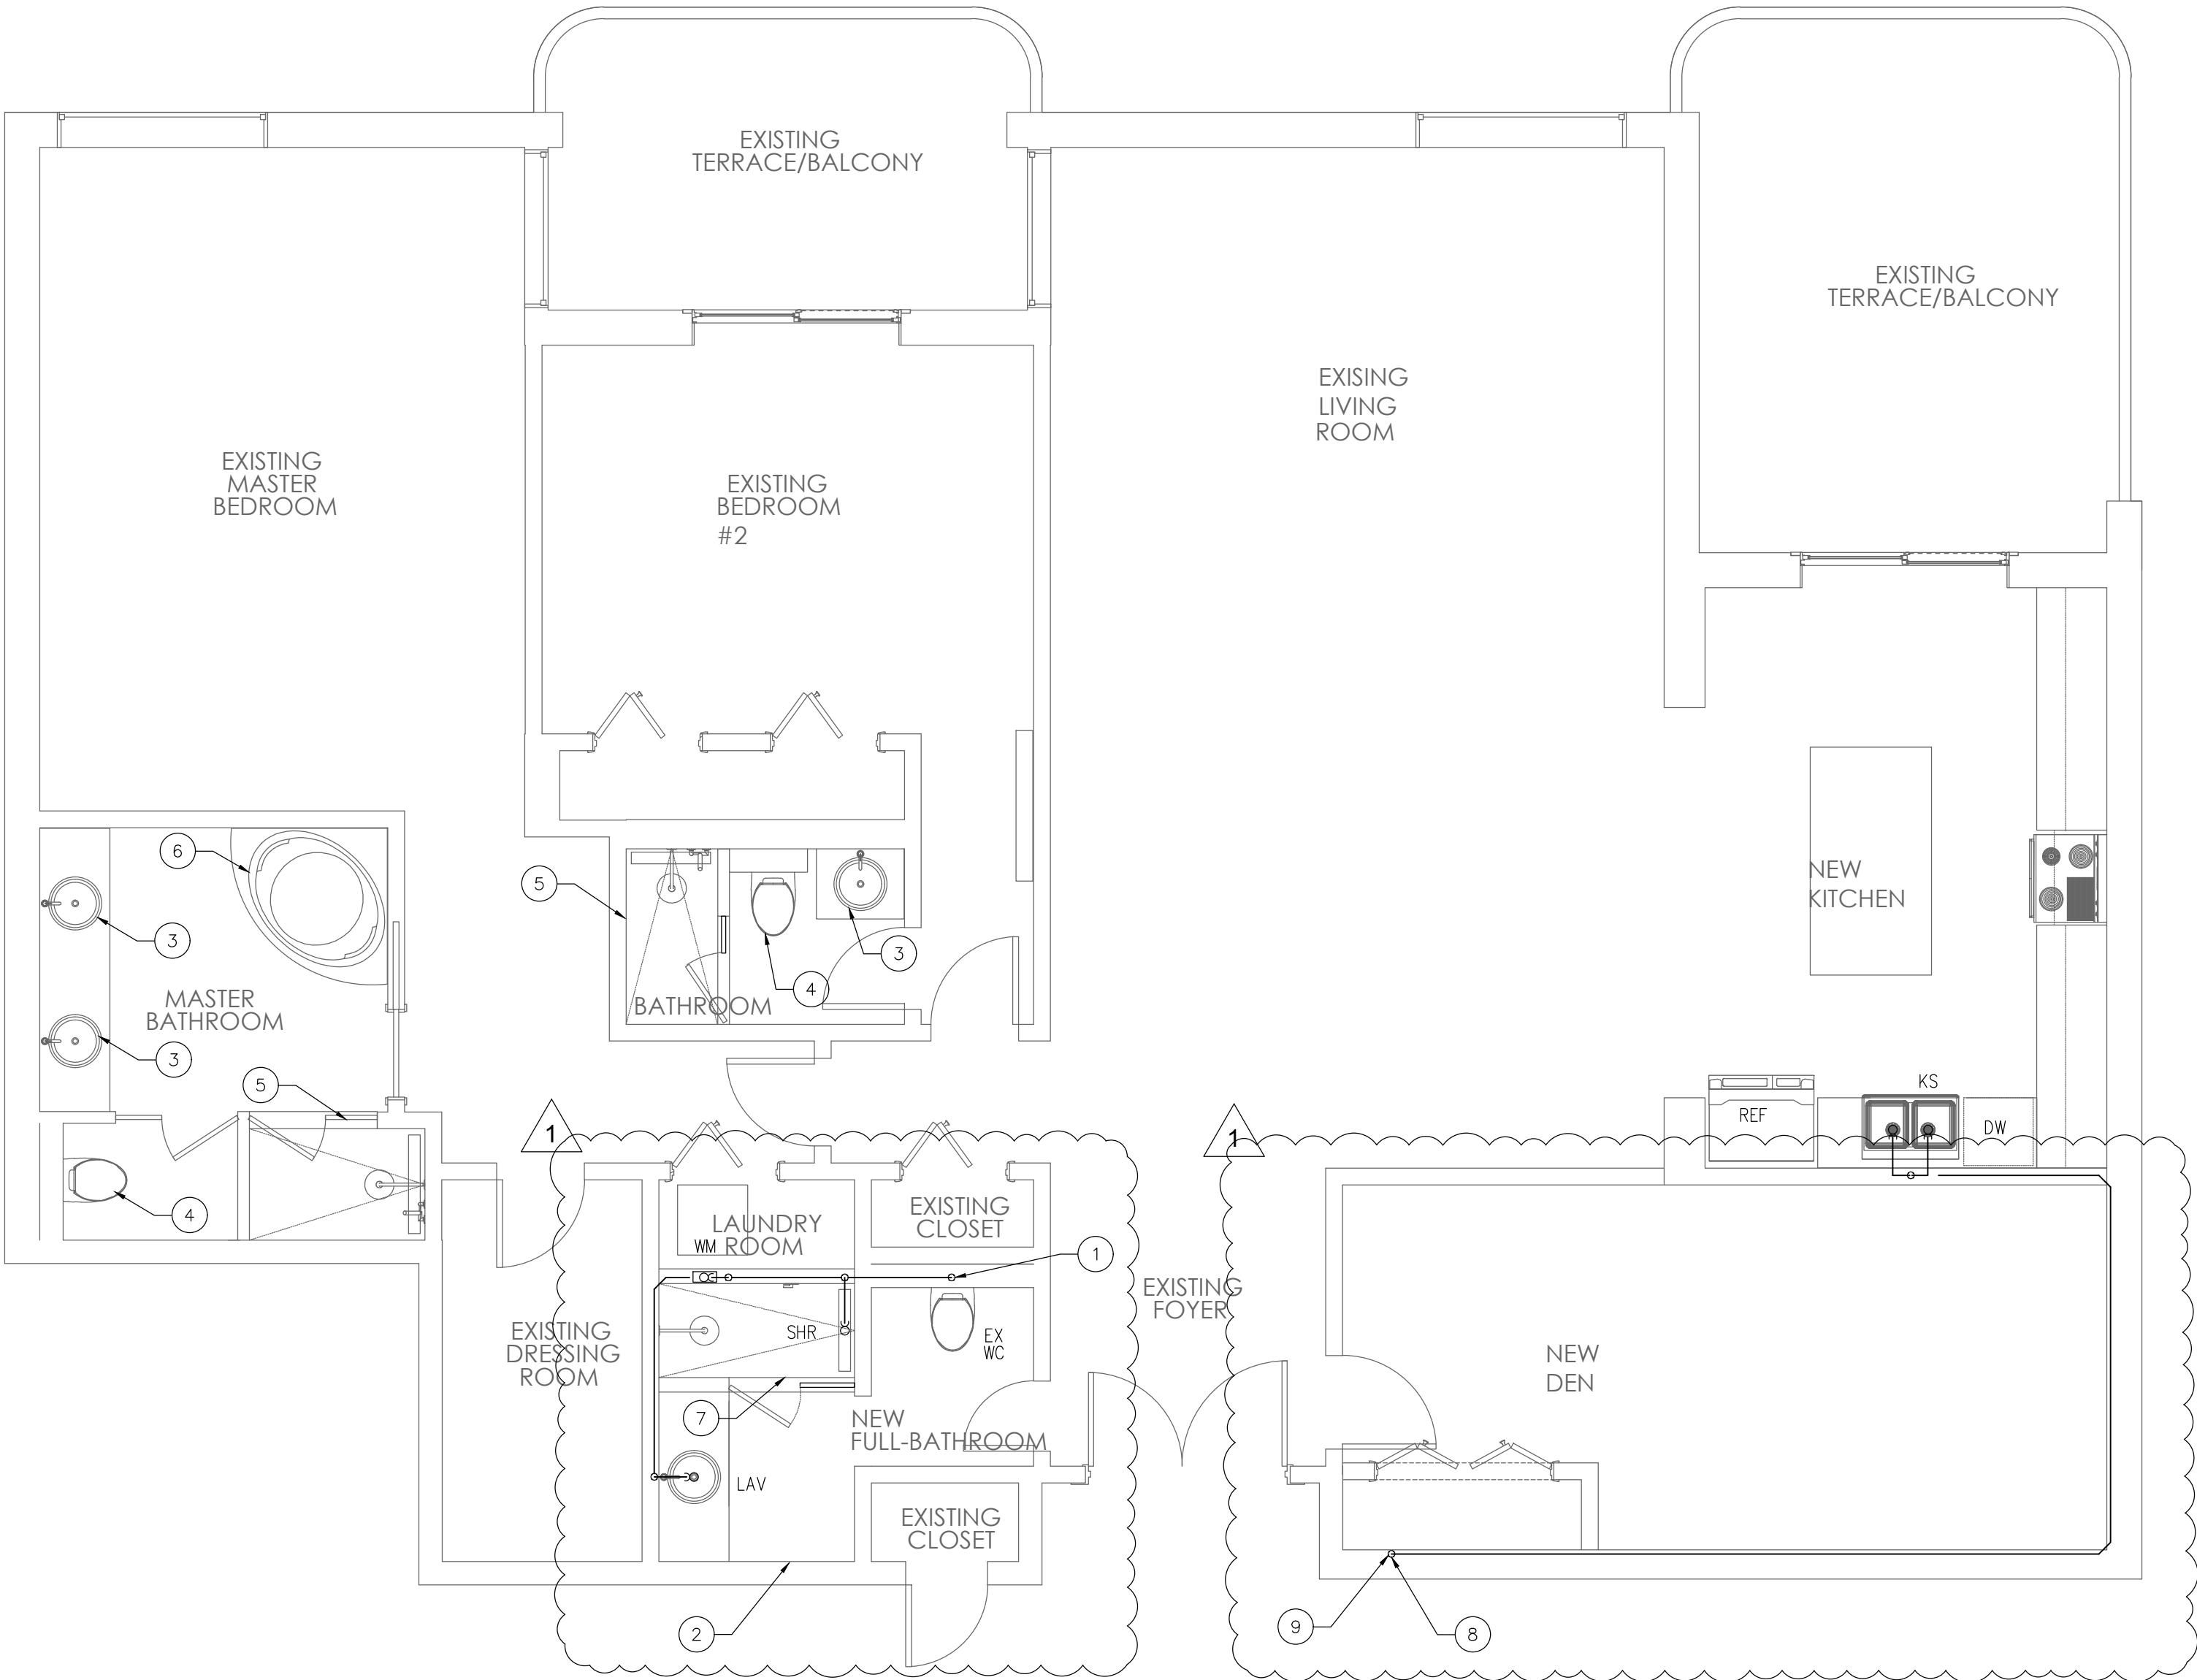 EXISTING
TERRACE/BALCONY
EXISTING
TERRACE/BALCONY
EXISING
LIVING
ROOM
EXISTING
MASTER
BEDROOM
EXISTING
BEDROOM
#2
6
5
3
3
4
BATHROOM
MASTER
BATHROOM
3
5
4
NEW
KITCHEN
KS
REF
DW
1
1
LAUNDRY
ROOM
WM
EXISTING
CLOSET
1
EXISTING
FOYER
EXISTING
DRESSING
ROOM
SHR
EX
WC
7
NEW
FULL-BATHROOM
LAV
EXISTING
CLOSET
2
NEW
DEN
9
8